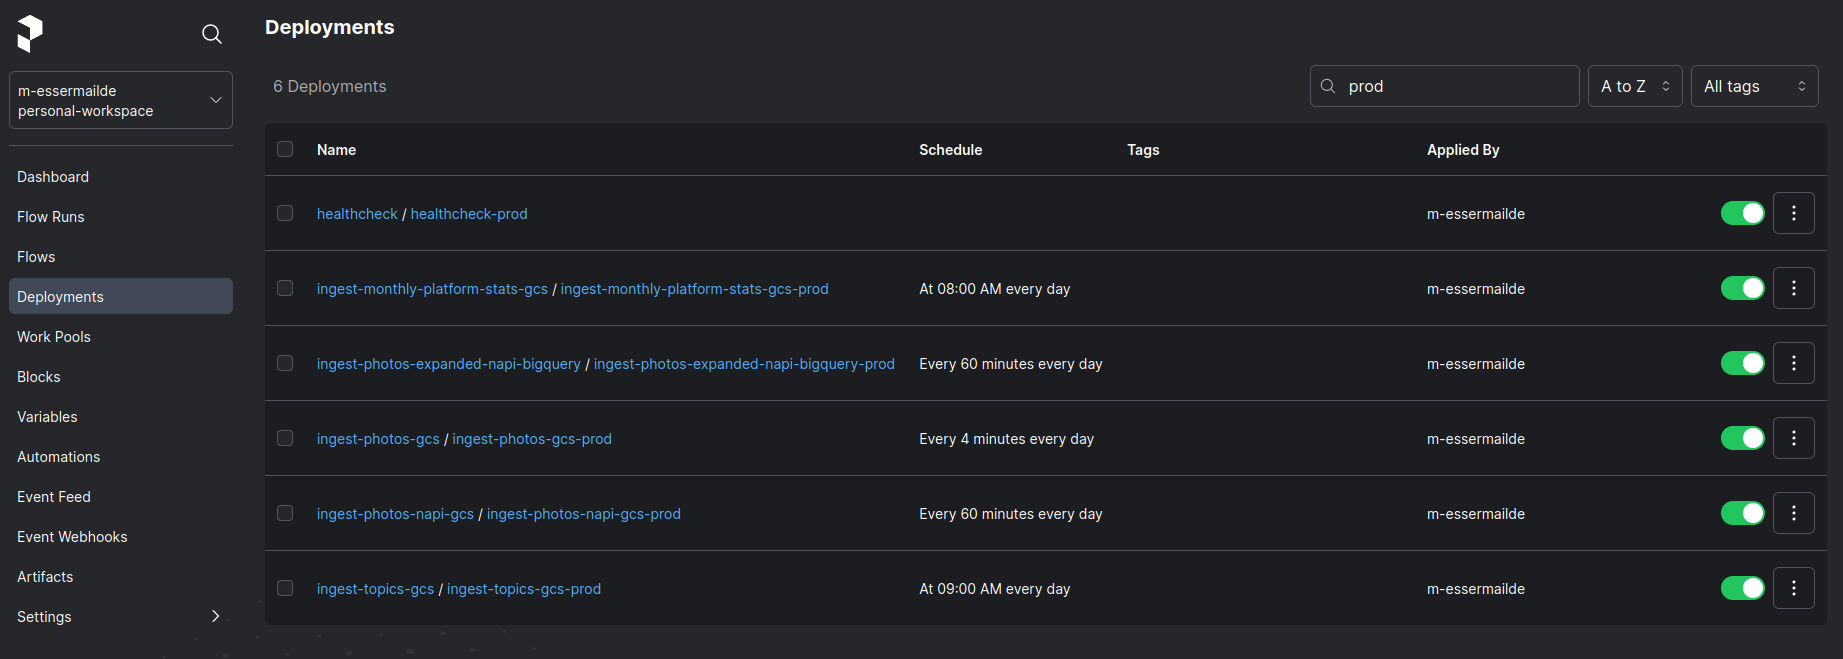 m-essermailde
personal-workspace
Dashboard
Flow Runs
Flows
Deployments
Work Pools
Blocks
Variables
Automations
Event Feed
Event Webhooks
Artifacts
Settings
Deployments
6 Deployments
prod
A to Z
All tags
Name Schedule Tags Applied By
healthcheck / healthcheck-prod m-essermailde
ingest-monthly-platform-stats-gcs / ingest-monthly-platform-stats-gcs-prod At 08:00 AM every day m-essermailde
ingest-photos-expanded-napi-bigquery / ingest-photos-expanded-napi-bigquery-prod Every 60 minutes every day m-essermailde
ingest-photos-gcs / ingest-photos-gcs-prod Every 4 minutes every day m-essermailde
ingest-photos-napi-gcs / ingest-photos-napi-gcs-prod Every 60 minutes every day m-essermailde
ingest-topics-gcs / ingest-topics-gcs-prod At 09:00 AM every day m-essermailde